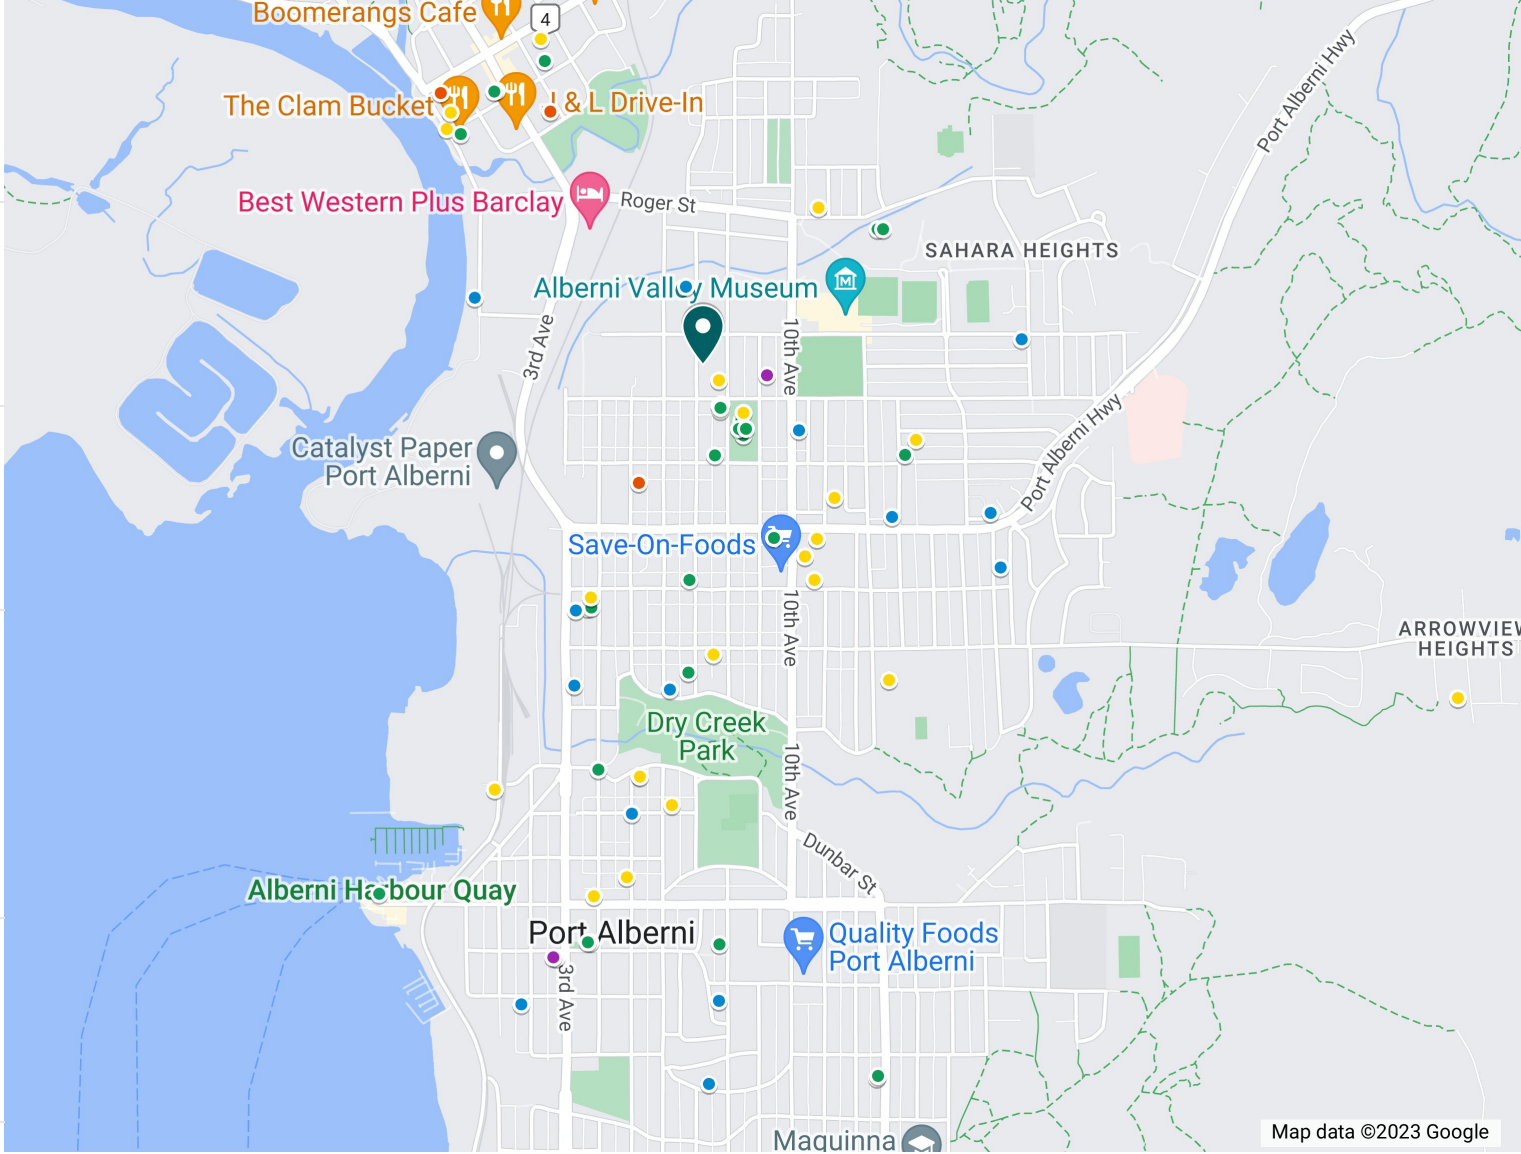 Boomerangs Cafe
4
The Clam Bucket
J & L Drive-In
Port Alberni Hwy
Best Western Plus Barclay
Roger St
SAHARA HEIGHTS
Alberni Valley Museum
3rd Ave
10th Ave
Port Alberni Hwy
Catalyst Paper
Port Alberni
Save-On-Foods
10th Ave
ARROWVIEW
HEIGHTS
Dry Creek
Park
10th Ave
Dunbar St
Alberni Harbour Quay
Port Alberni
Quality Foods
Port Alberni
3rd Ave
Maquinna
Map data ©2023 Google